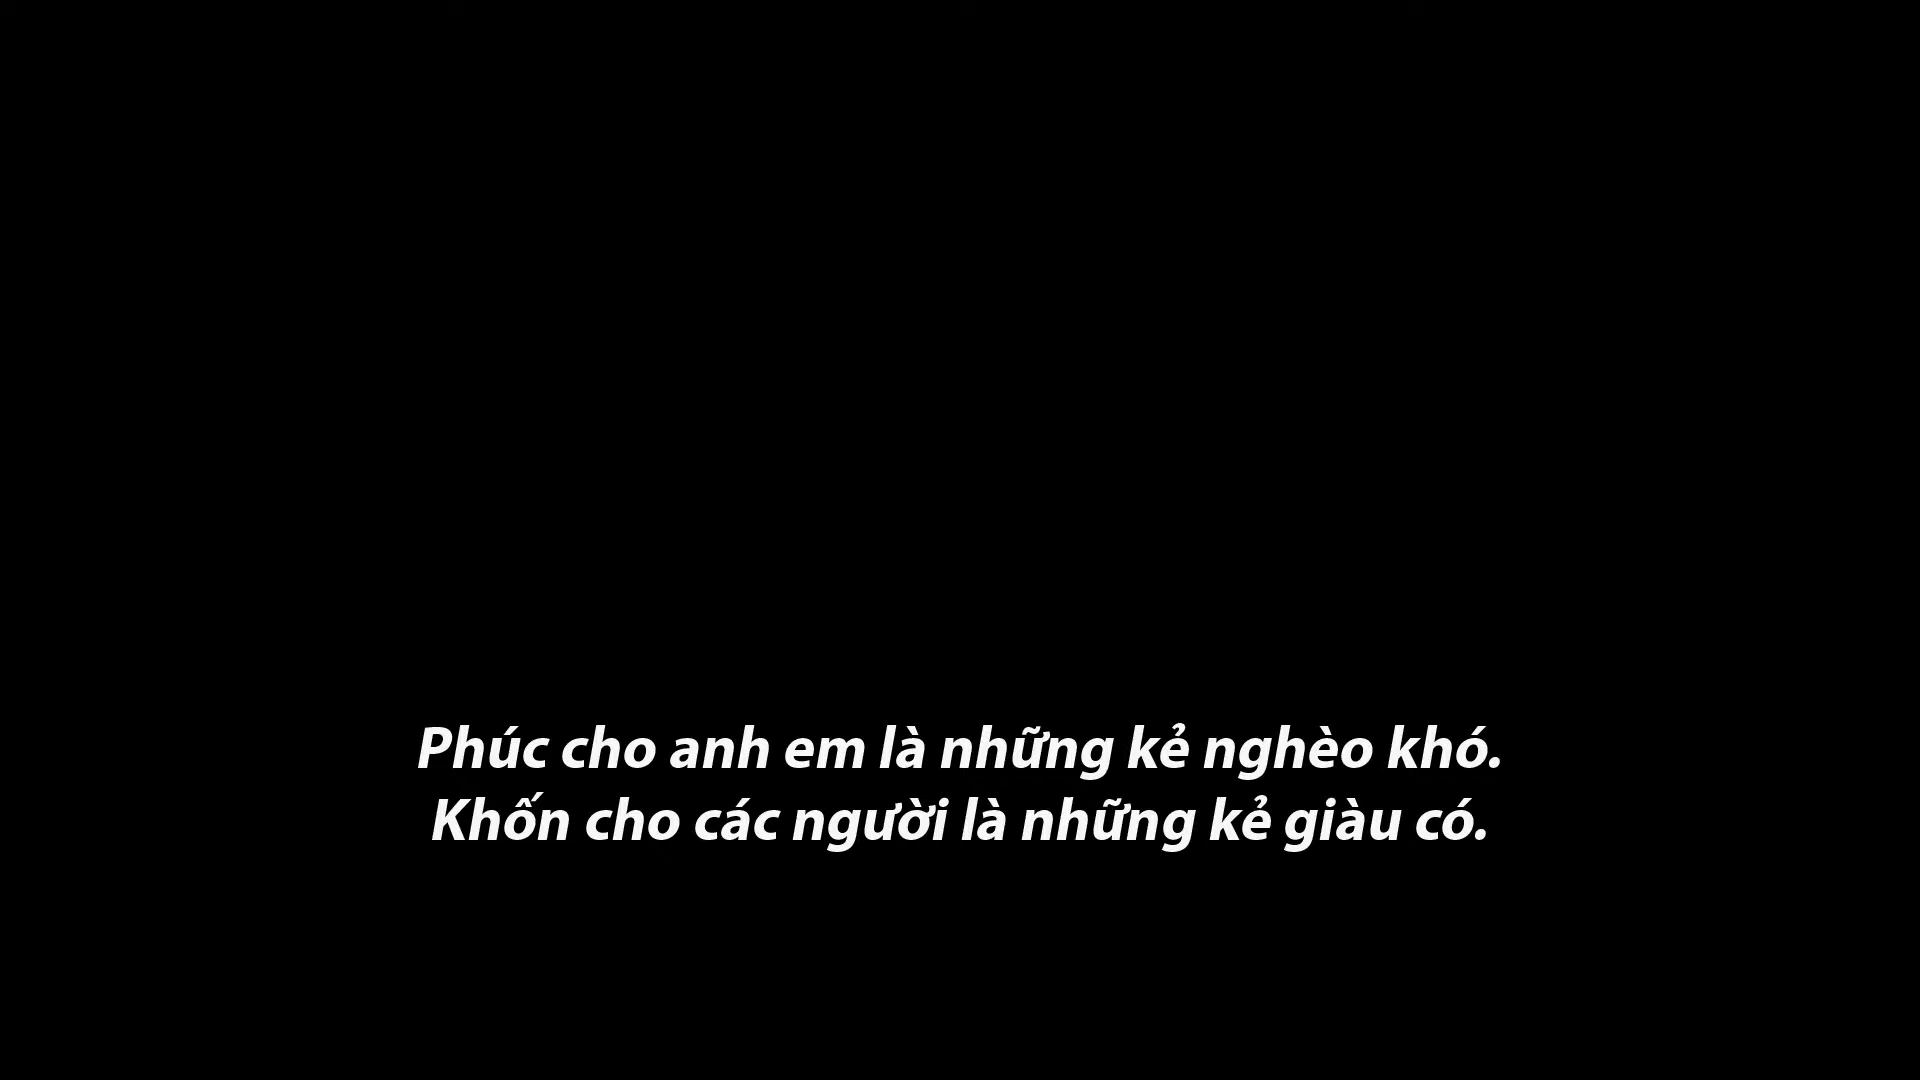 Phúc cho anh em là những kẻ nghèo khó.
Khốn cho các người là những kẻ giàu có.